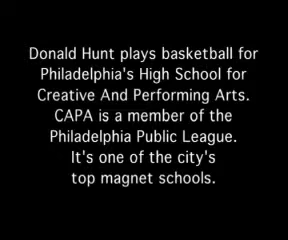 Donald Hunt plays basketball for
Philadelphia's High School for
Creative And Performing Arts.
CAPA is a member of the
Philadelphia Public League.
It's one of the city's
top magnet schools.